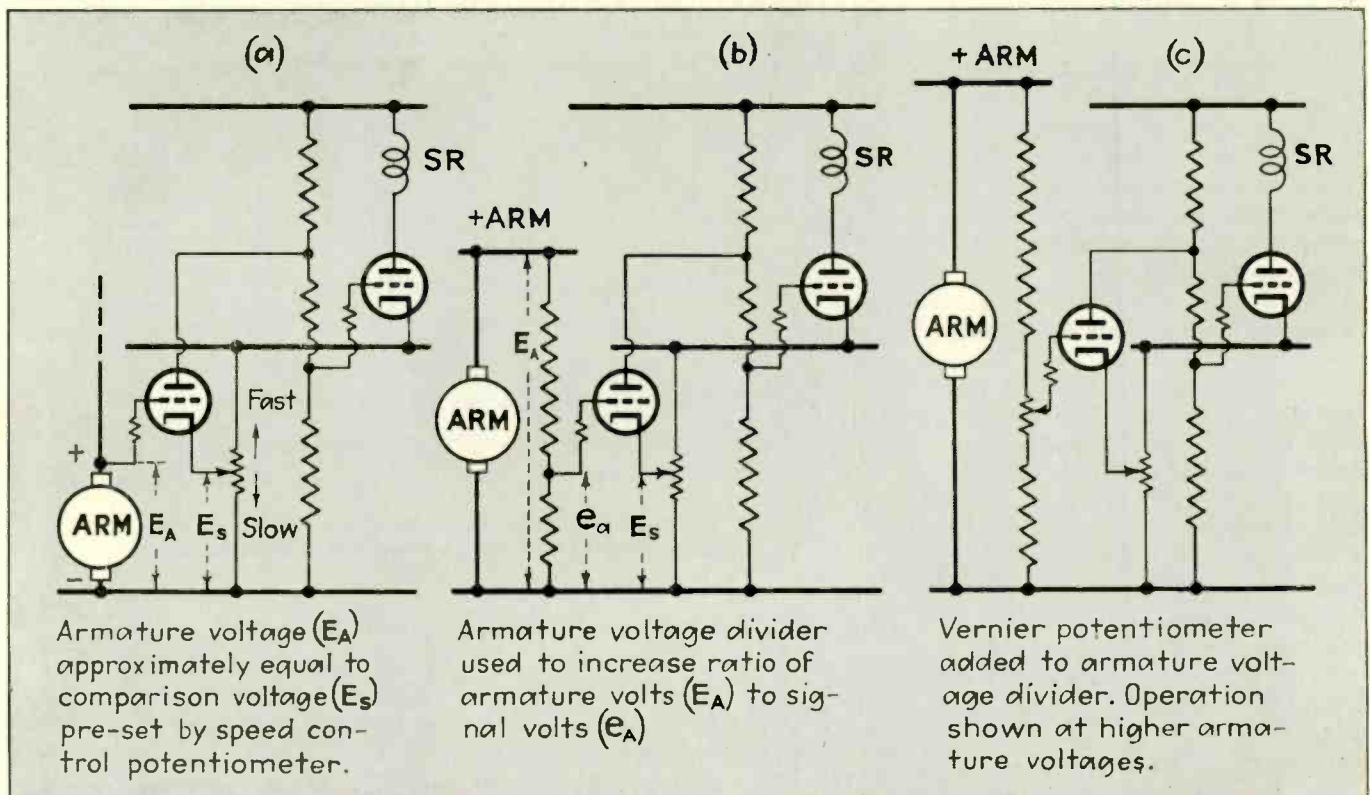 (a)
SR
+
ARM
−
E_A
E_s
Fast
Slow
Armature voltage (E_A)
approximately equal to
comparison voltage (E_s)
pre-set by speed con-
trol potentiometer.
(b)
+ARM
SR
ARM
E_A
e_a
E_s
Armature voltage divider
used to increase ratio of
armature volts (E_A) to sig-
nal volts (e_A)
(c)
+ ARM
SR
ARM
Vernier potentiometer
added to armature volt-
age divider. Operation
shown at higher arma-
ture voltages.